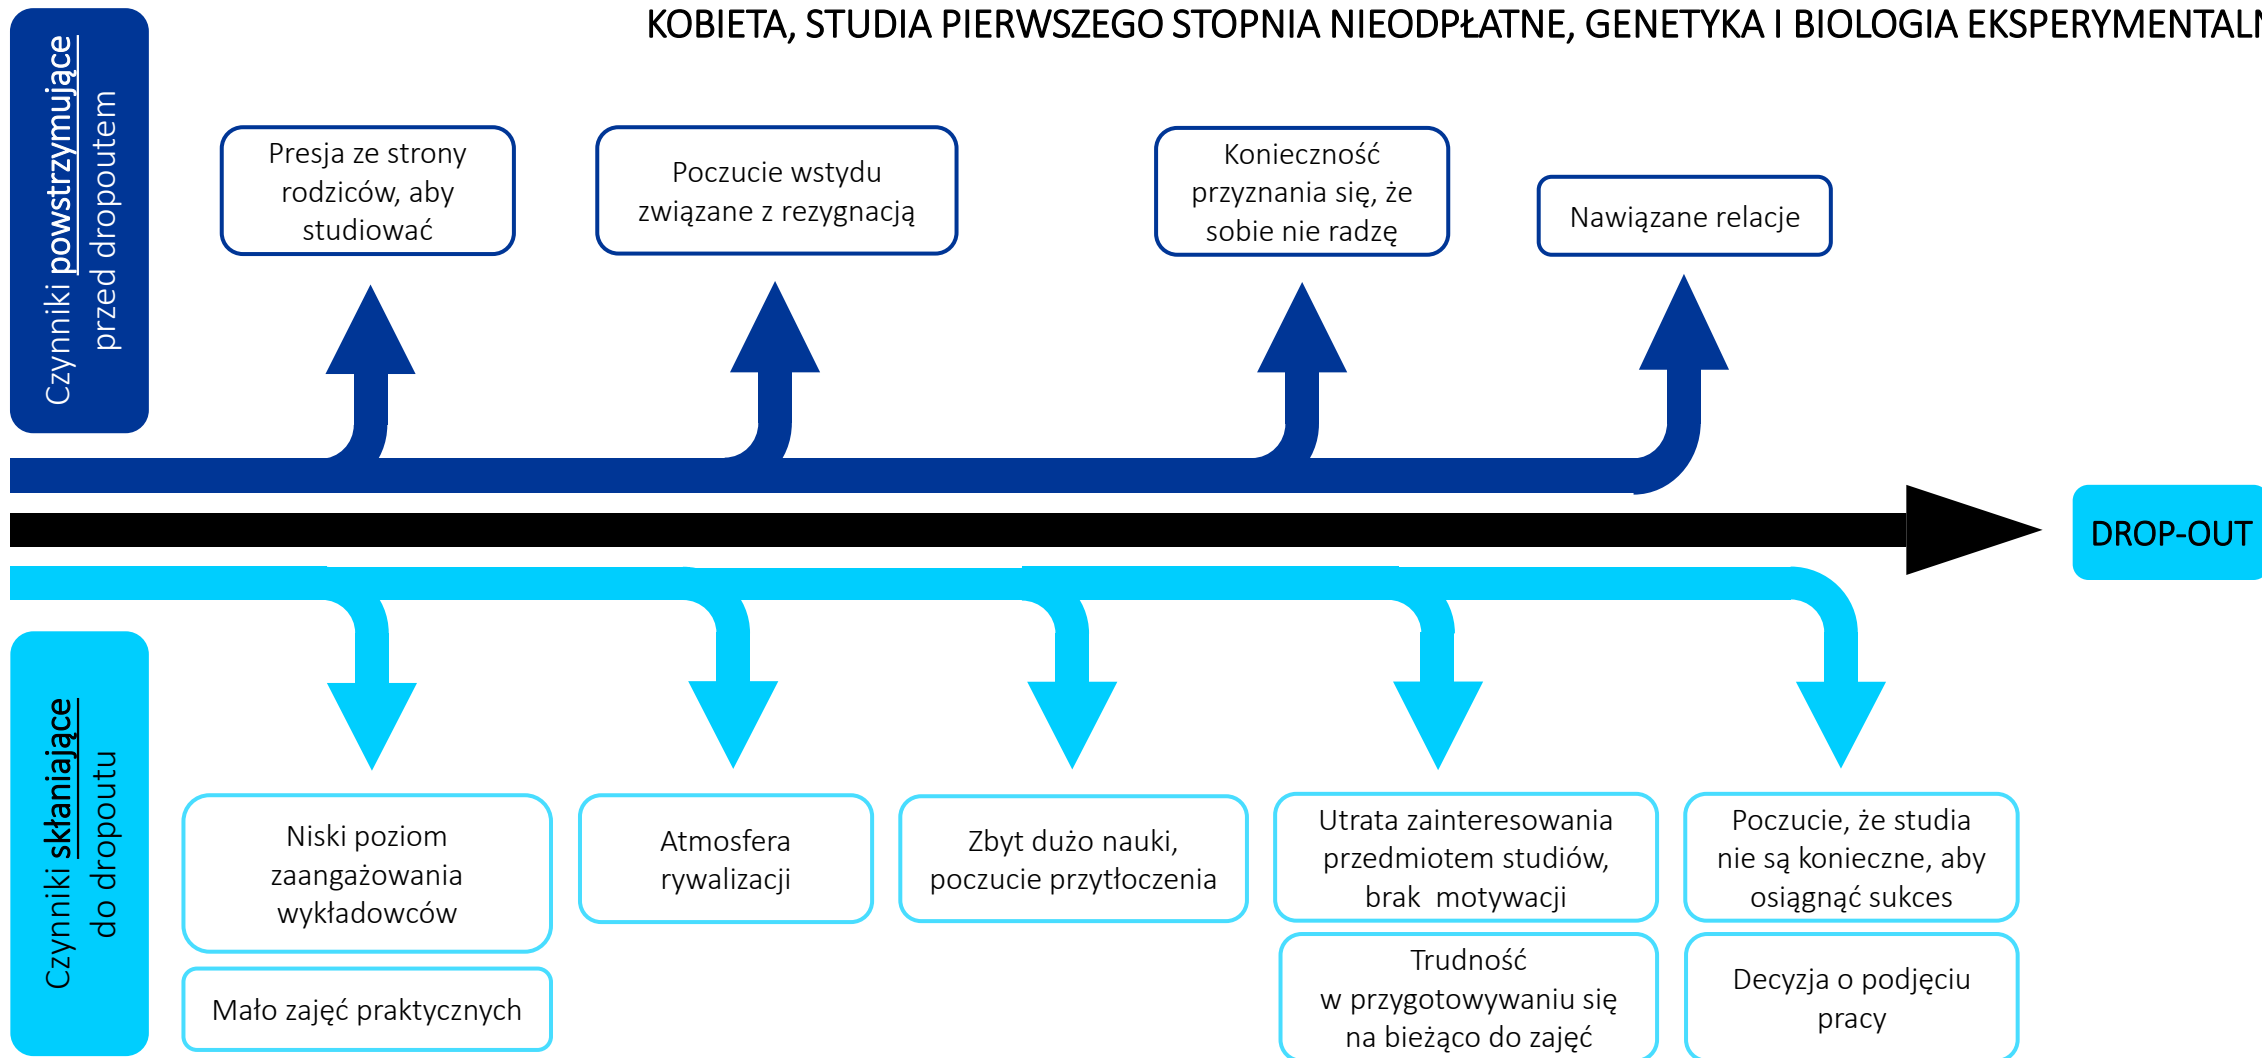 KOBIETA, STUDIA PIERWSZEGO STOPNIA NIEODPŁATNE, GENETYKA I BIOLOGIA
Czynniki powstrzymujące
przed dropoutem
Presja ze strony
rodziców, aby
studiować
Poczucie wstydu
związane z rezygnacją
Konieczność
przyznania się, że
sobie nie radzę
Nawiązane relacje
DROP-OUT
Czynniki skłaniające
do dropoutu
Niski poziom
zaangażowania
wykładowców
Mało zajęć praktycznych
Atmosfera
rywalizacji
Zbyt dużo nauki,
poczucie przytłoczenia
Utrata zainteresowania
przedmiotem studiów,
brak motywacji
Trudność
w przygotowywaniu się
na bieżąco do zajęć
Poczucie, że studia
nie są konieczne, aby
osiągnąć sukces
Decyzja o podjęciu
pracy